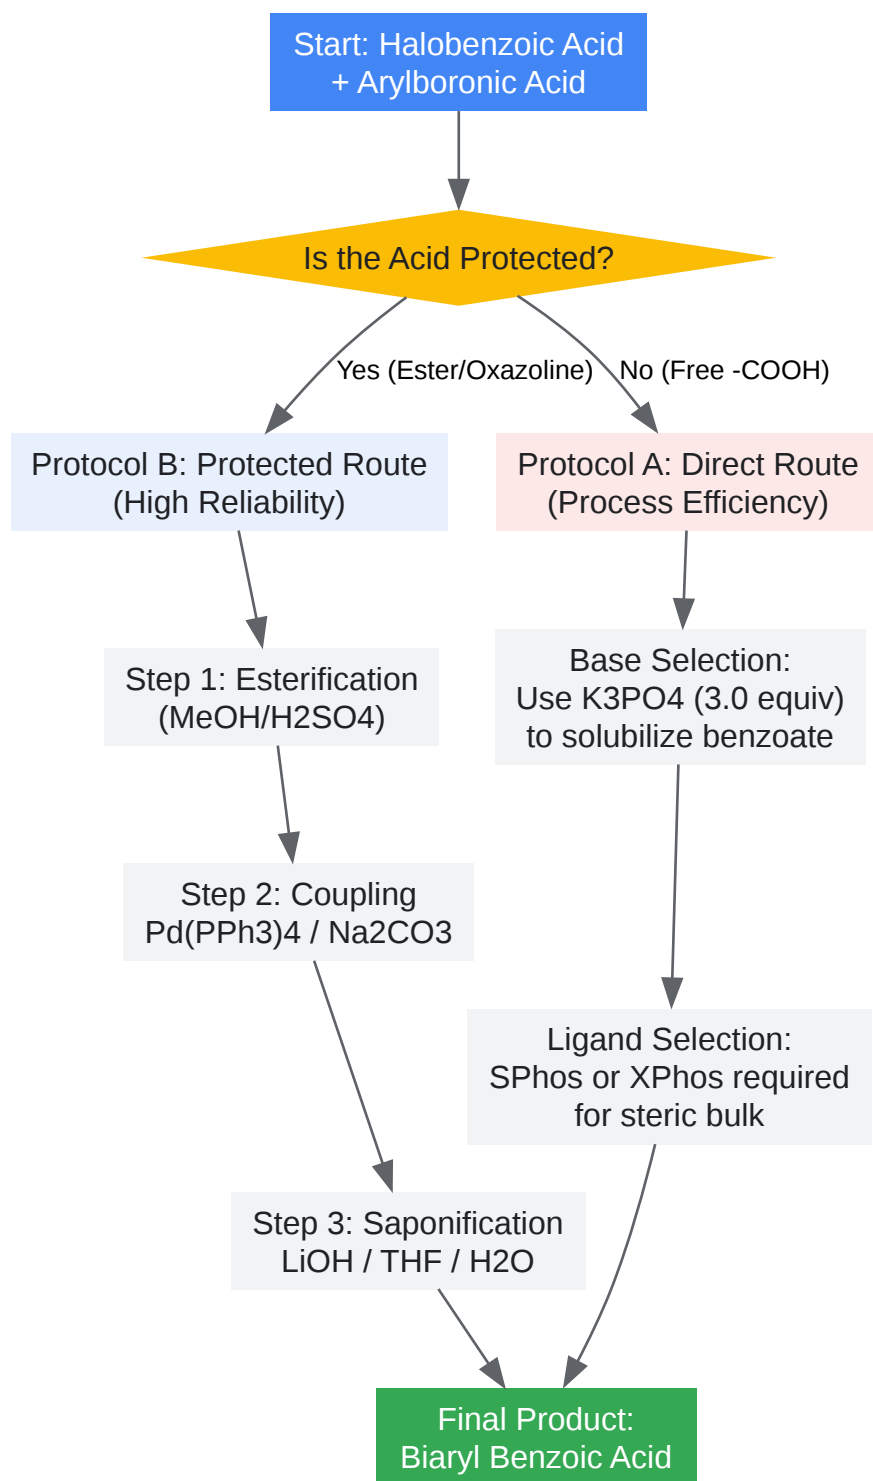 Start: Halobenzoic Acid
+ Arylboronic Acid
Is the Acid Protected?
Yes (Ester/Oxazoline)
No (Free -COOH)
Protocol B: Protected Route
(High Reliability)
Protocol A: Direct Route
(Process Efficiency)
Step 1: Esterification
(MeOH/H2SO4)
Base Selection:
Use K3PO4 (3.0 equiv)
to solubilize benzoate
Step 2: Coupling
Pd(PPh3)4 / Na2CO3
Ligand Selection:
SPhos or XPhos required
for steric bulk
Step 3: Saponification
LiOH / THF / H2O
Final Product:
Biaryl Benzoic Acid